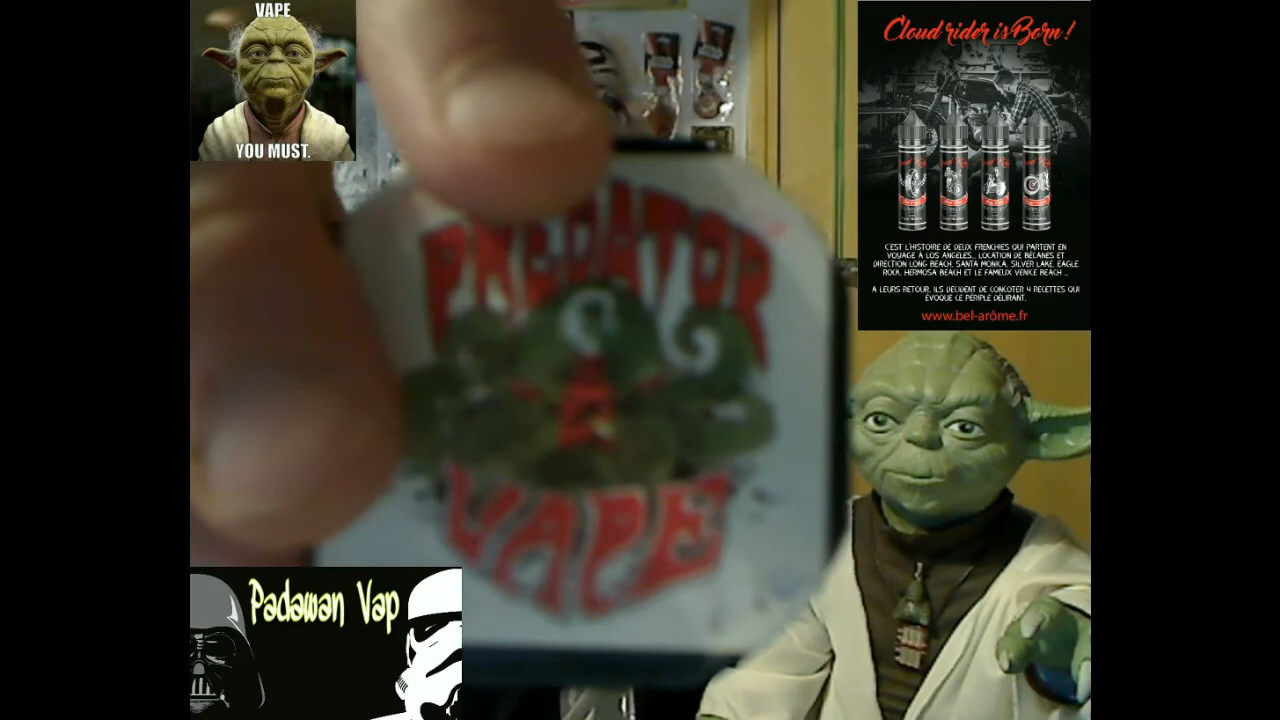 VAPE
YOU MUST.
PREDATOR
VAPE
Padawan Vap
Cloud rider is Born !
C'EST L'HISTOIRE DE DEUX FRENCHIES QUI PARTENT EN
VOYAGE À LOS ANGELES... LOCATION DE BÉCANES ET
DIRECTION LONG BEACH, SANTA MONICA, SILVER LAKE, EAGLE
ROCK, HERMOSA BEACH ET LE FAMEUX VENICE BEACH ...
A LEURS RETOUR, ILS DÉCIDENT DE CONCOTER 4 RECETTES QUI
ÉVOQUE CE PÉRIPLE DÉLIRANT.
www.bel-arôme.fr